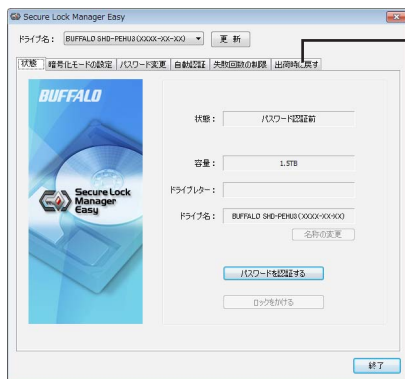 Secure Lock Manager Easy
ドライブ名： BUFFALO SHD-PEHU3(XXXX-XX-XX) 更 新
状態 暗号化モードの設定 パスワード変更 自動認証 失敗回数の制限 出荷時に戻す
BUFFALO
Secure Lock
Manager
Easy
状態： パスワード認証前
容量： 1.5TB
ドライブレター：
ドライブ名： BUFFALO SHD-PEHU3(XXXX-XX-XX)
名称の変更
パスワードを認証する
ロックをかける
終了